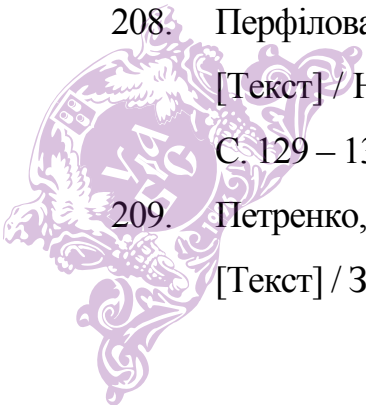 208. Перфілова
[Текст] / Н
С. 129 – 13
209. Петренко,
[Текст] / З